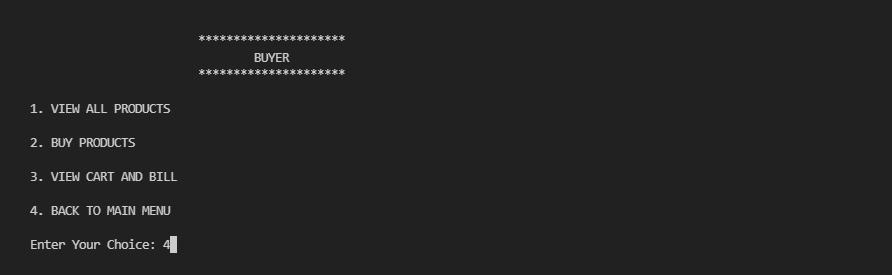 *********************
BUYER
*********************
1. VIEW ALL PRODUCTS
2. BUY PRODUCTS
3. VIEW CART AND BILL
4. BACK TO MAIN MENU
Enter Your Choice: 4